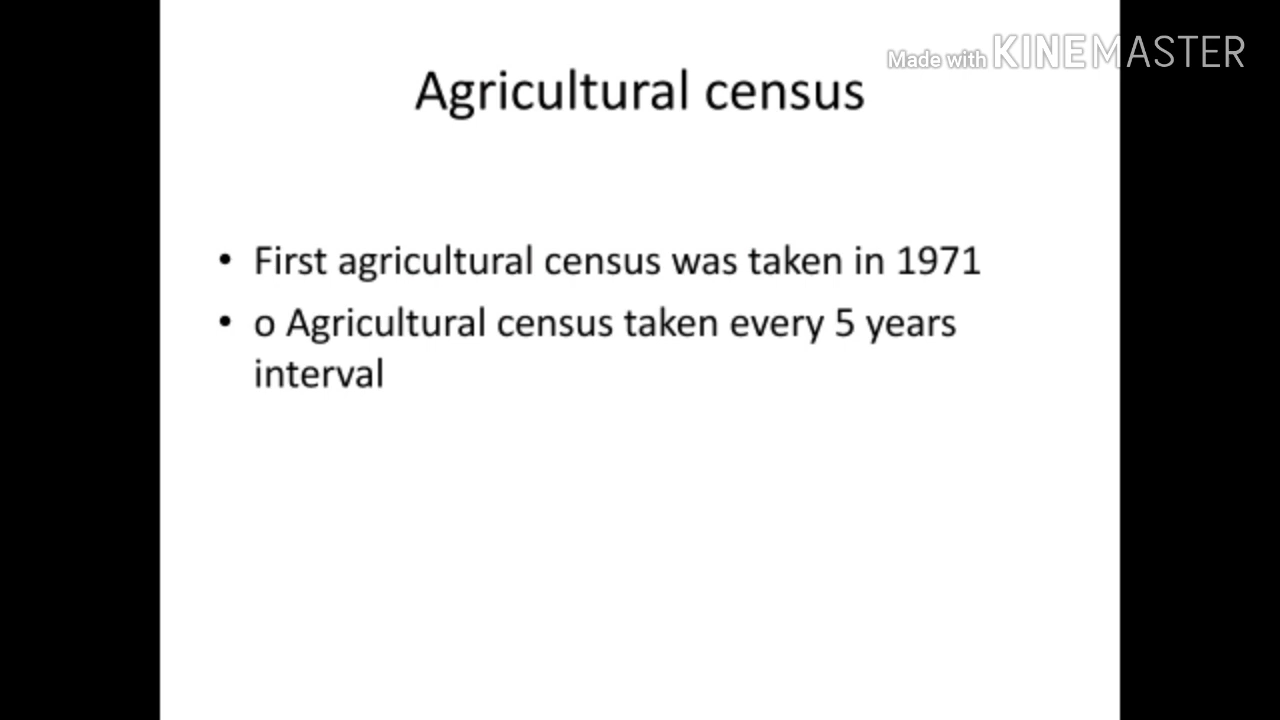 Made with KINEMASTER
Agricultural census
• First agricultural census was taken in 1971
• o Agricultural census taken every 5 years
interval